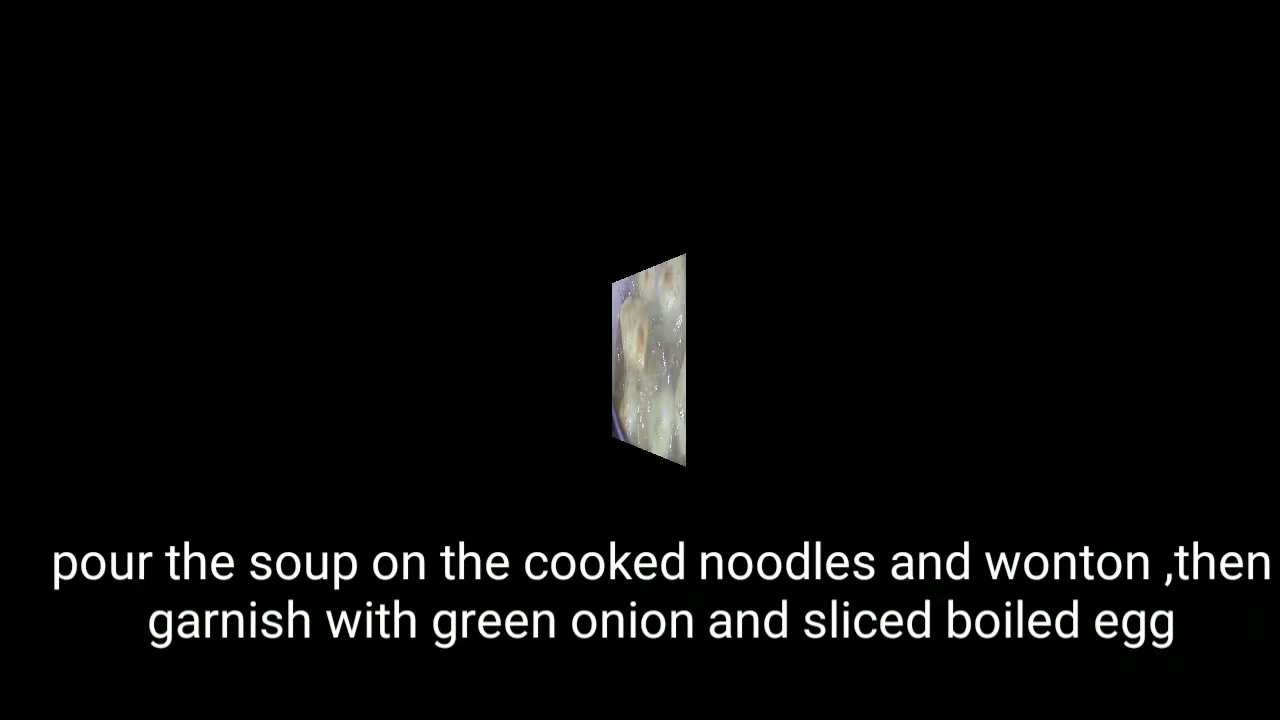 pour the soup on the cooked noodles and wonton ,then
garnish with green onion and sliced boiled egg